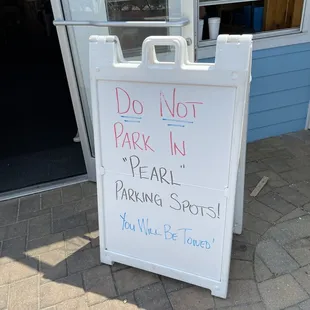 Do Not
Park In
"Pearl"
Parking Spots!
You Will Be Towed!